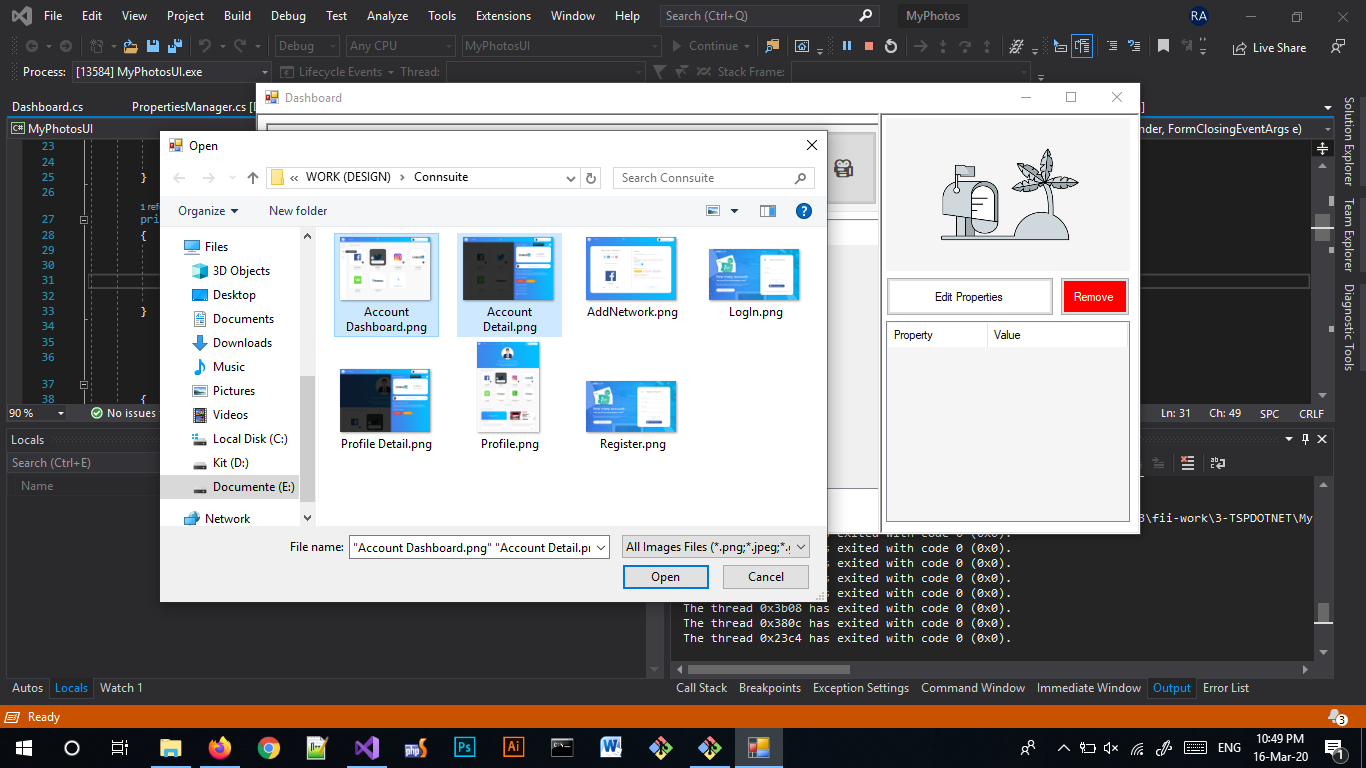 File Edit View Project Build Debug Test Analyze Tools Extensions Window Help Search (Ctrl+Q) MyPhotos RA
Debug Any CPU MyPhotosUI Continue Live Share
Process: [13584] MyPhotosUI.exe Lifecycle Events Thread: Stack Frame:
Dashboard.cs PropertiesManager.cs
MyPhotosUI
nder, FormClosingEventArgs e)
Dashboard
Open
WORK (DESIGN) Connsuite
Search Connsuite
Organize New folder
Files
3D Objects
Desktop
Documents
Downloads
Music
Pictures
Videos
Local Disk (C:)
Kit (D:)
Documente (E:)
Network
Account
Dashboard.png
Account
Detail.png
AddNetwork.png
LogIn.png
Profile Detail.png
Profile.png
Register.png
File name: "Account Dashboard.png" "Account Detail.pn
All Images Files (*.png;*.jpeg;*.g
Open Cancel
Edit Properties Remove
Property Value
23
24
25 }
26
1 refe
27 pri
28 {
29
30
31
32
33 }
34
35
36
37
38 {
90 % No issues
Ln: 31 Ch: 49 SPC CRLF
Solution Explorer
Team Explorer
Diagnostic Tools
Locals
Search (Ctrl+E)
Name
3\fii-work\3-TSPDOTNET\My
exited with code 0 (0x0).
s exited with code 0 (0x0).
s exited with code 0 (0x0).
s exited with code 0 (0x0).
s exited with code 0 (0x0).
The thread 0x3b08 has exited with code 0 (0x0).
The thread 0x380c has exited with code 0 (0x0).
The thread 0x23c4 has exited with code 0 (0x0).
Autos Locals Watch 1
Call Stack Breakpoints Exception Settings Command Window Immediate Window Output Error List
Ready
3
ENG
10:49 PM
16-Mar-20
1